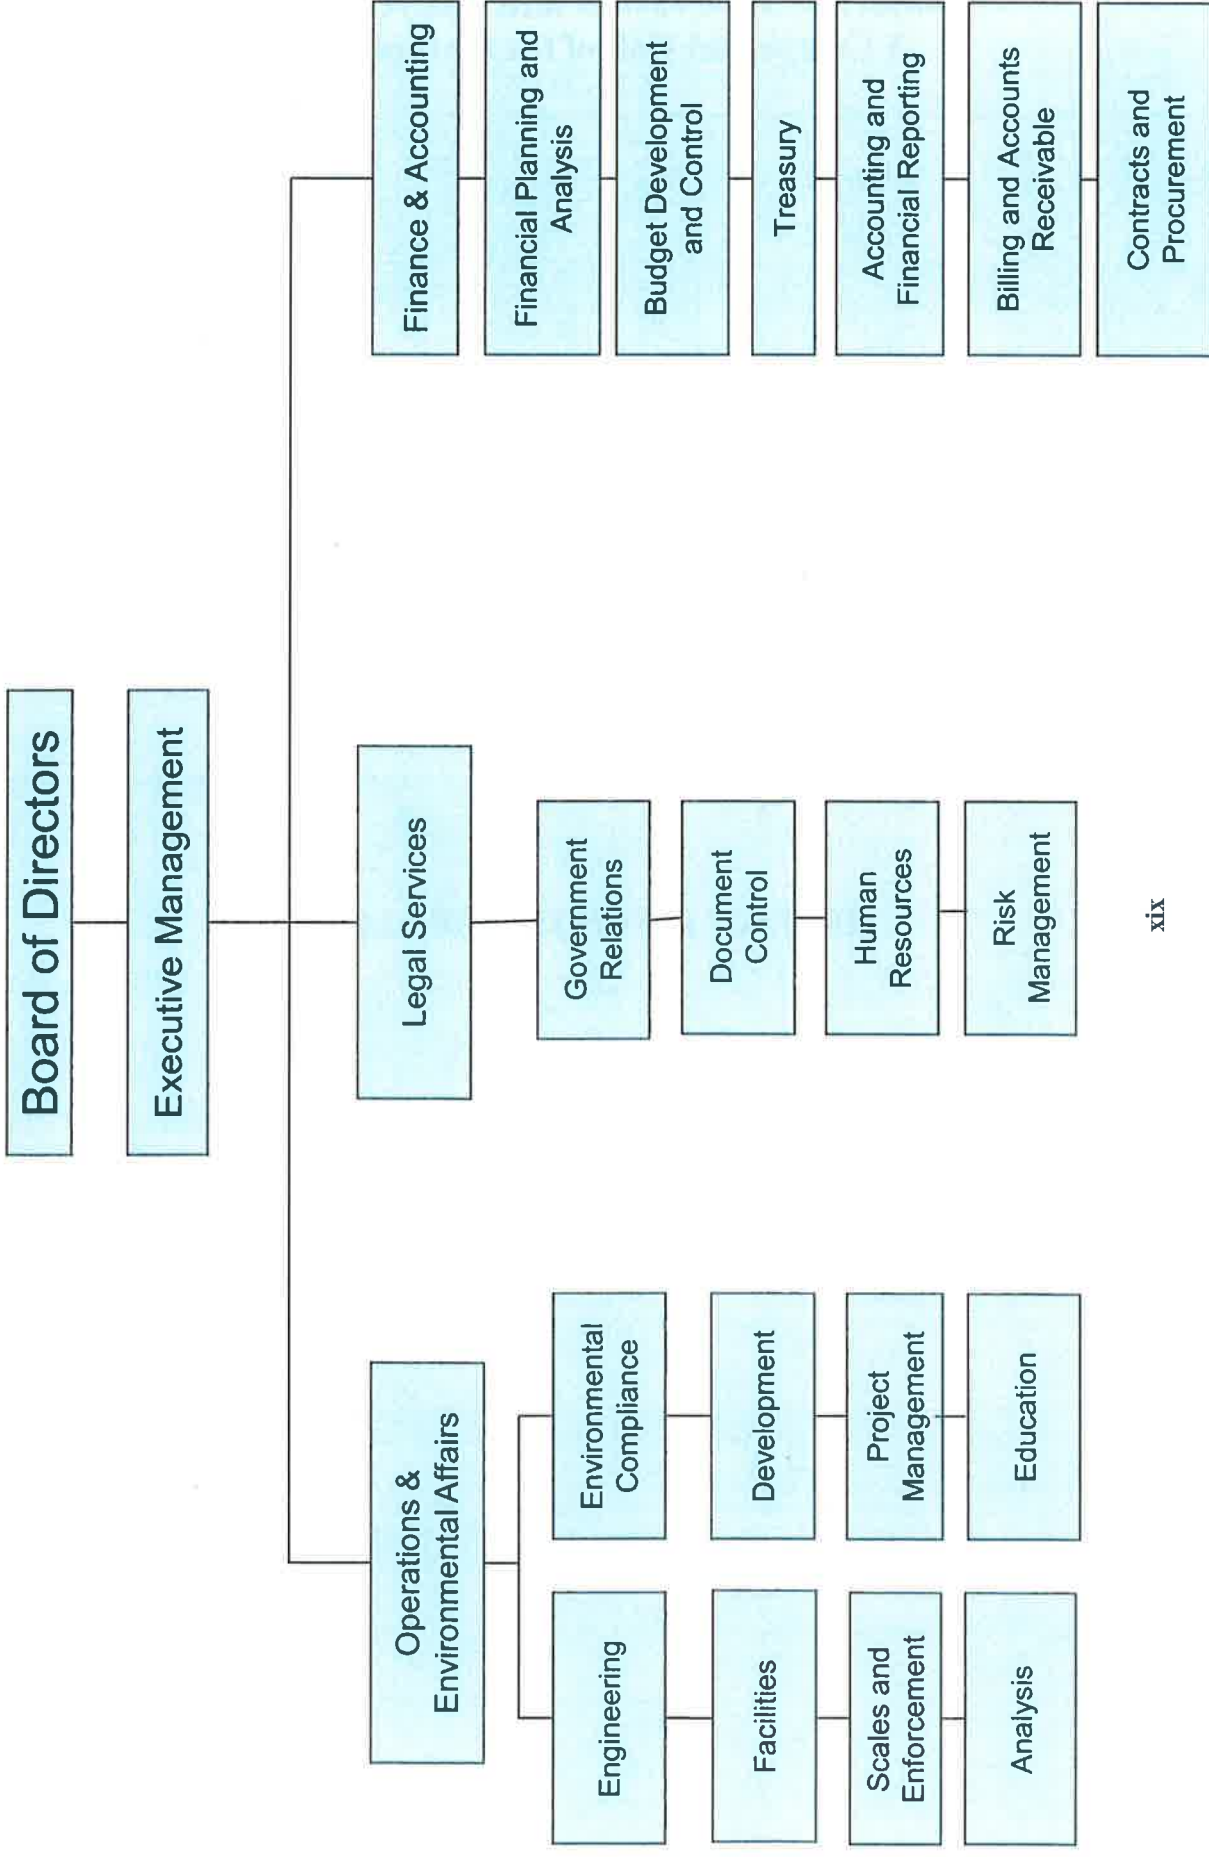 Board of Directors
Executive Management
Operations &
Environmental Affairs
Engineering
Facilities
Scales and
Enforcement
Analysis
Environmental
Compliance
Development
Project
Management
Education
Legal Services
Government
Relations
Document
Control
Human
Resources
Risk
Management
Finance & Accounting
Financial Planning and
Analysis
Budget Development
and Control
Treasury
Accounting and
Financial Reporting
Billing and Accounts
Receivable
Contracts and
Procurement
xix